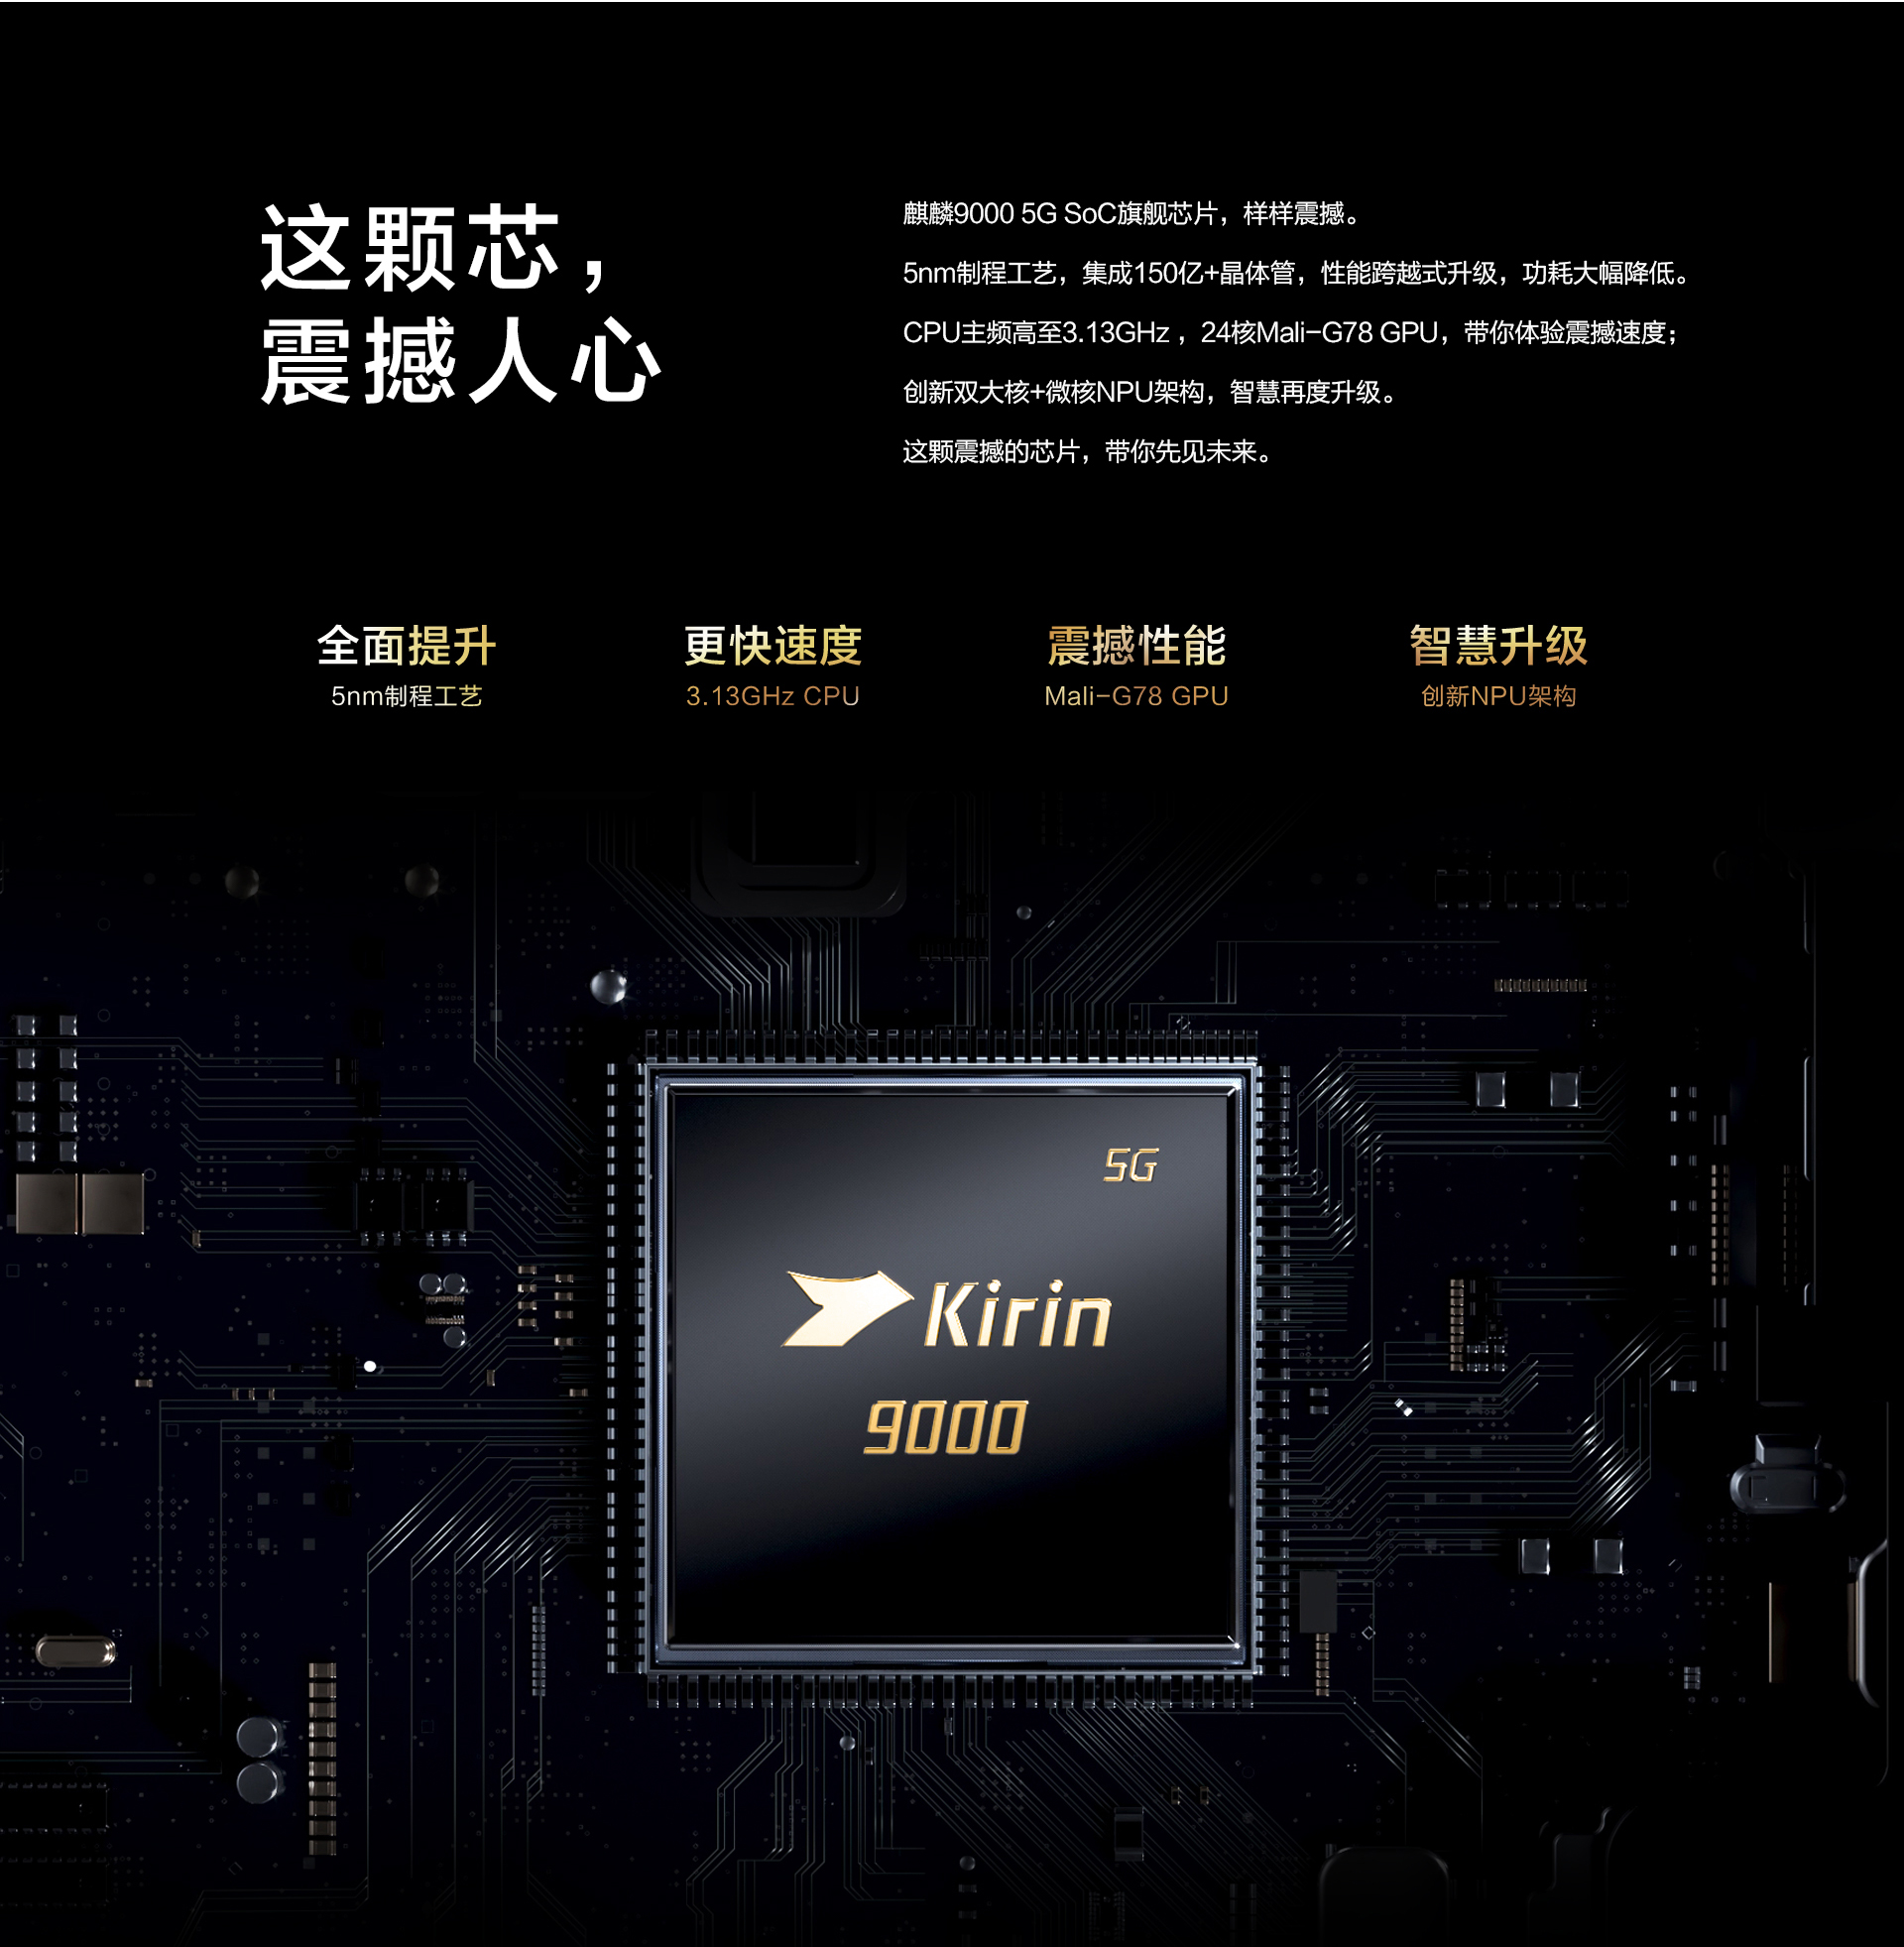 这颗芯，
震撼人心
麒麟9000 5G SoC旗舰芯片，样样震撼。
5nm制程工艺，集成150亿+晶体管，性能跨越式升级，功耗大幅降低。
CPU主频高至3.13GHz ，24核Mali-G78 GPU，带你体验震撼速度；
创新双大核+微核NPU架构，智慧再度升级。
这颗震撼的芯片，带你先见未来。
全面提升
5nm制程工艺
更快速度
3.13GHz CPU
震撼性能
Mali-G78 GPU
智慧升级
创新NPU架构
5G
Kirin
9000